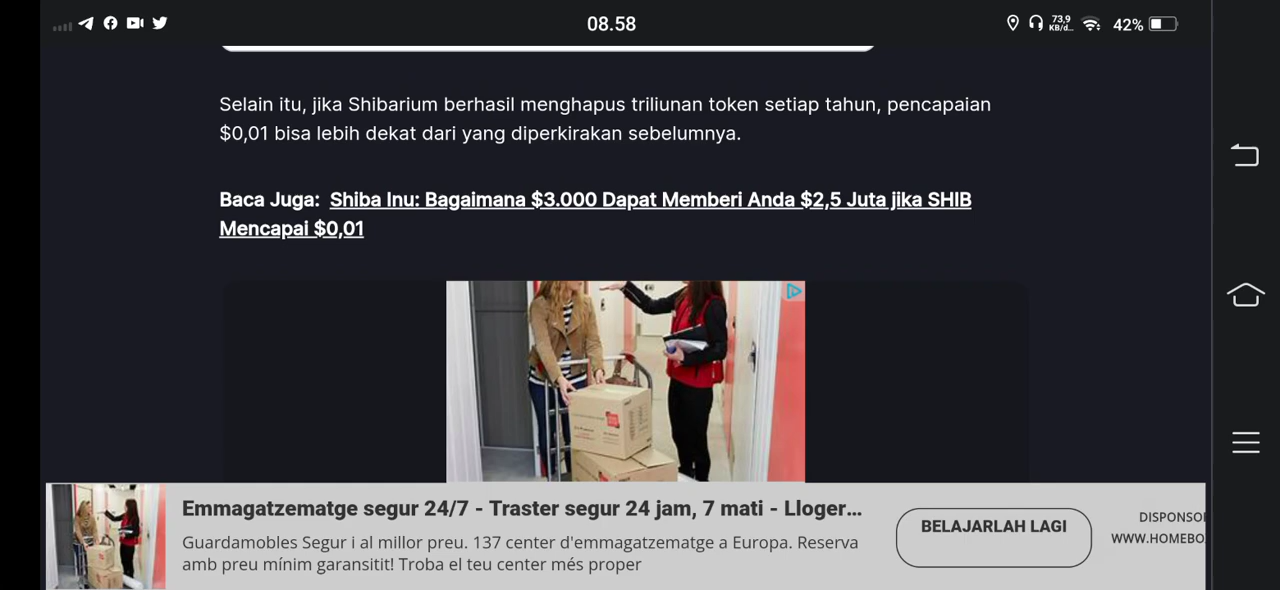 08.58
73,9
KB/d...
42%
Selain itu, jika Shibarium berhasil menghapus triliunan token setiap tahun, pencapaian
$0,01 bisa lebih dekat dari yang diperkirakan sebelumnya.
Baca Juga: Shiba Inu: Bagaimana $3.000 Dapat Memberi Anda $2,5 Juta jika SHIB
Mencapai $0,01
Emmagatzematge segur 24/7 - Traster segur 24 jam, 7 mati - Lloger...
Guardamobles Segur i al millor preu. 137 center d'emmagatzematge a Europa. Reserva
amb preu mínim garansitit! Troba el teu center més proper
BELAJARLAH LAGI
DISPONSOI
WWW.HOMEBO